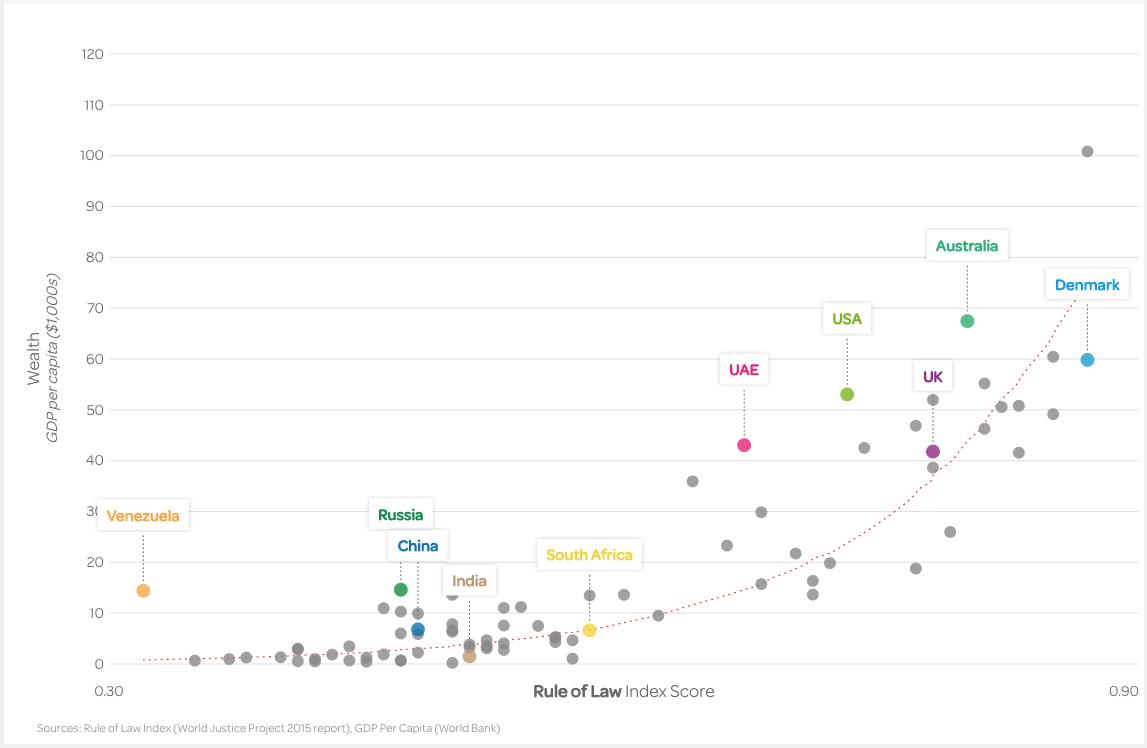 120
110
100
90
80
70
60
50
40
30
20
10
0
Wealth
GDP per capita ($1,000s)
Australia
Denmark
USA
UAE
UK
Venezuela
Russia
China
South Africa
India
0.30
Rule of Law Index Score
0.90
Sources: Rule of Law Index (World Justice Project 2015 report), GDP Per Capita (World Bank)